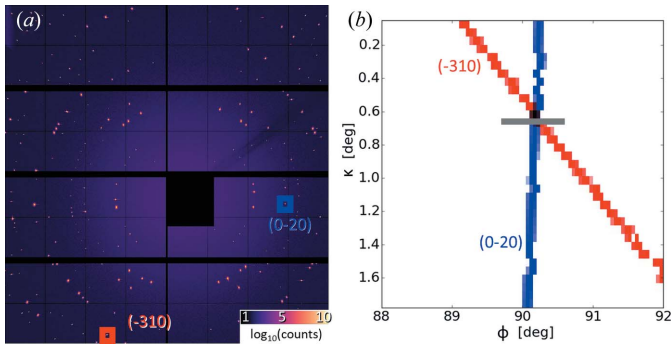 (a)
(0-20)
(-310)
1 5 10
log10(counts)
(b)
(-310)
(0-20)
0.2
0.4
0.6
0.8
1.0
1.2
1.4
1.6
κ [deg]
88 89 90 91 92
ϕ [deg]